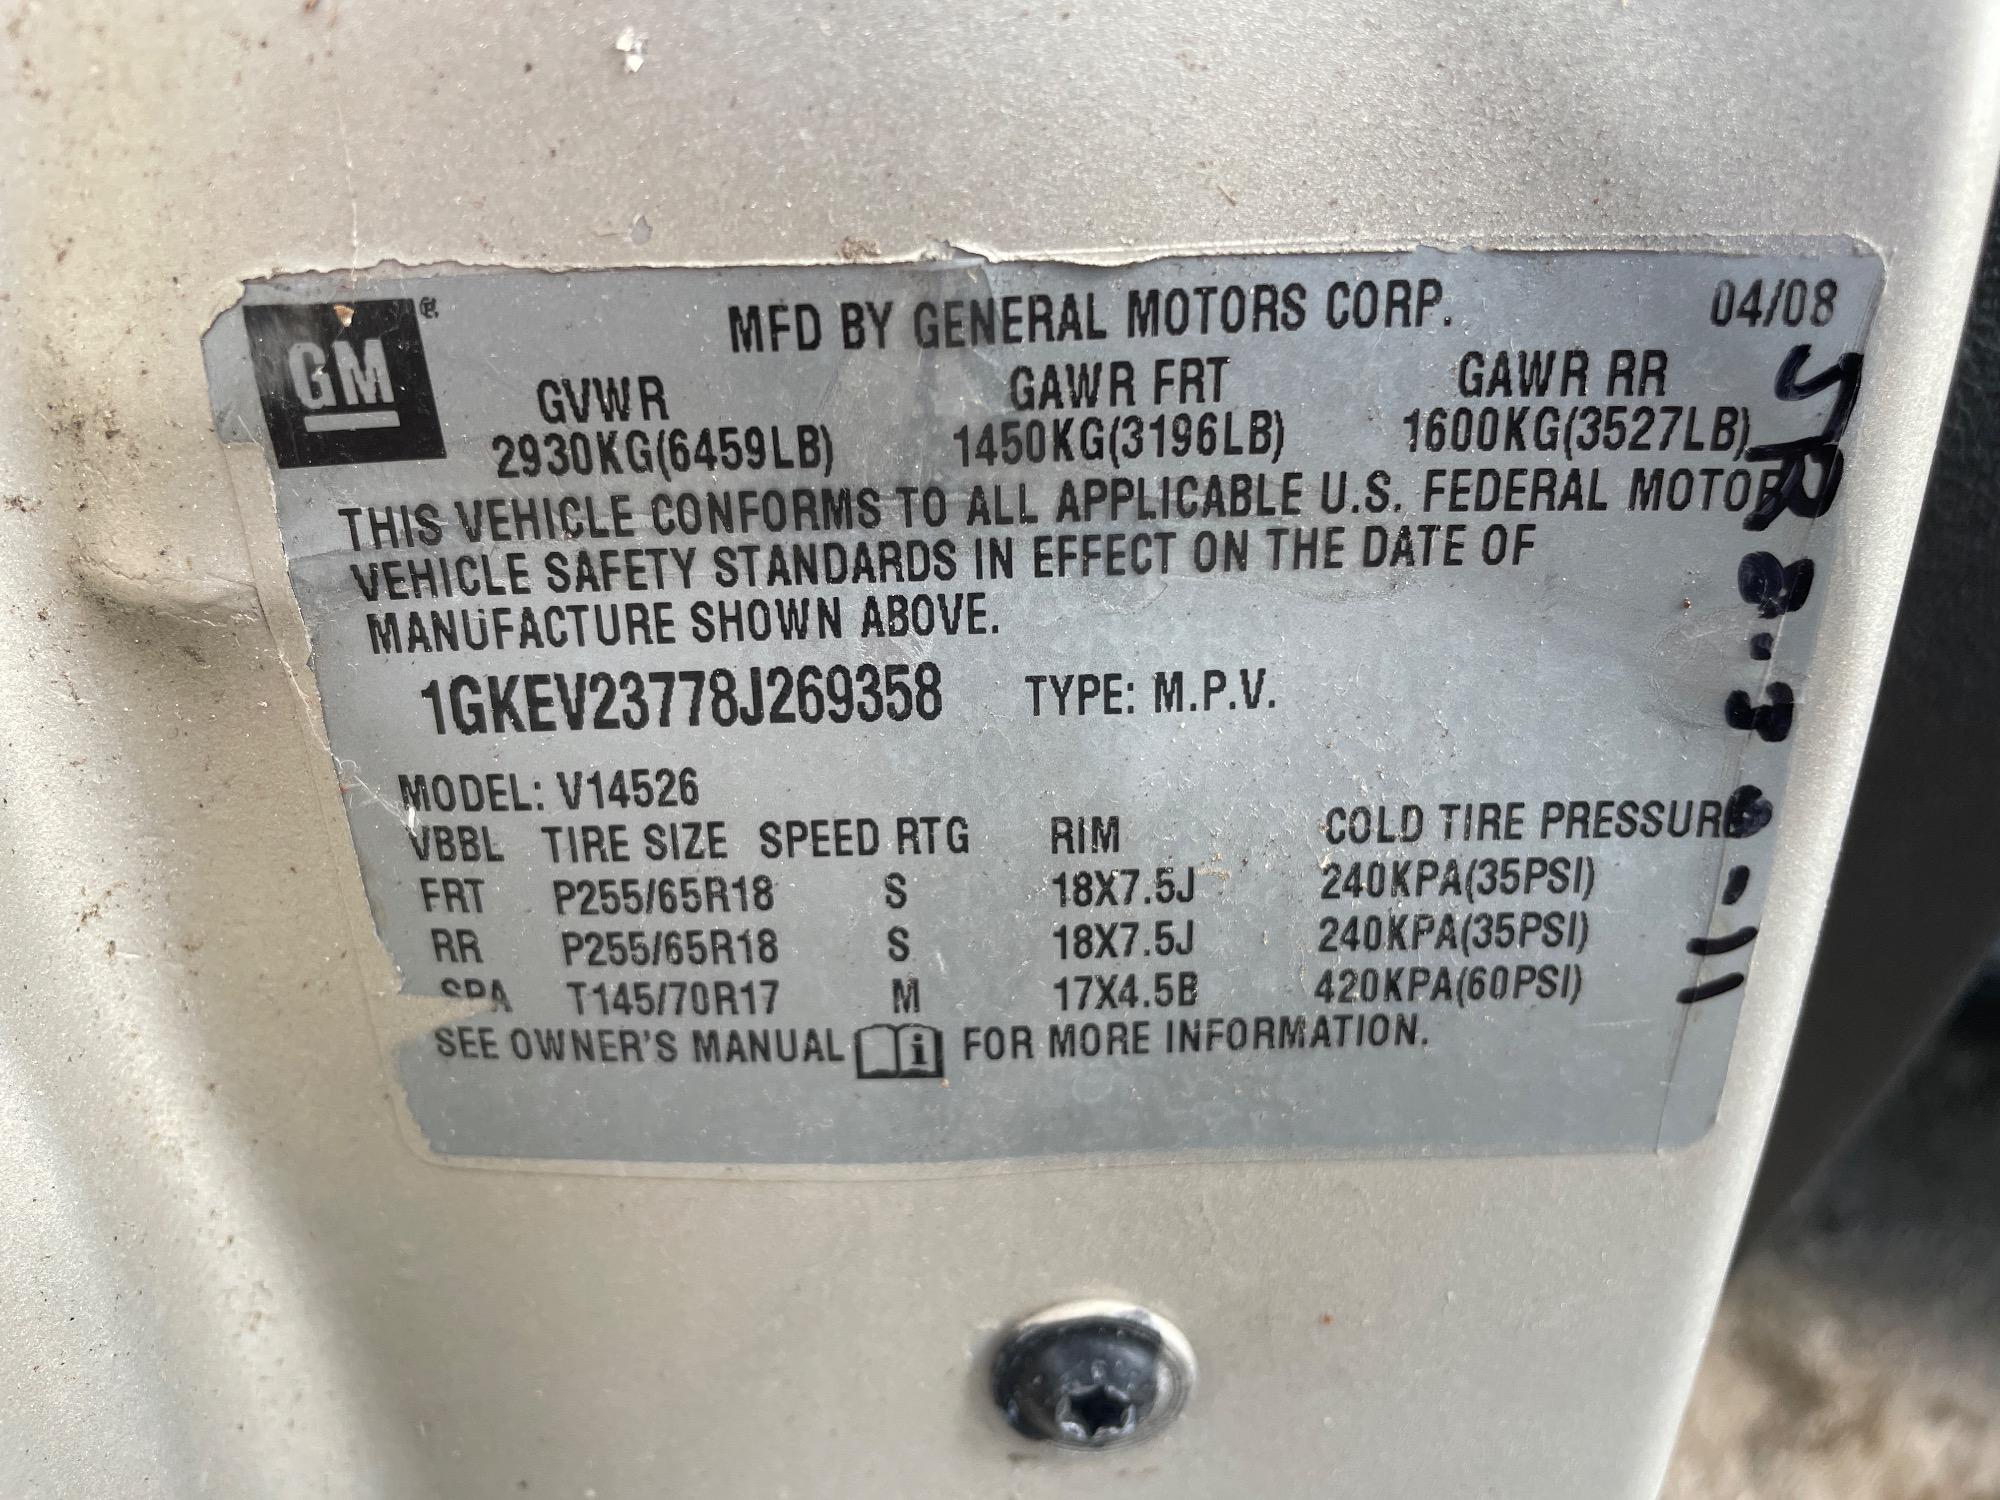 GM
®
MFD BY GENERAL MOTORS CORP. 04/08
GVWR GAWR FRT GAWR RR
2930KG(6459LB) 1450KG(3196LB) 1600KG(3527LB)
THIS VEHICLE CONFORMS TO ALL APPLICABLE U.S. FEDERAL MOTOR
VEHICLE SAFETY STANDARDS IN EFFECT ON THE DATE OF
MANUFACTURE SHOWN ABOVE.
1GKEV23778J269358 TYPE: M.P.V.
MODEL: V14526
VBBL TIRE SIZE SPEED RTG RIM COLD TIRE PRESSURE
FRT P255/65R18 S 18X7.5J 240KPA(35PSI)
RR P255/65R18 S 18X7.5J 240KPA(35PSI)
SPA T145/70R17 M 17X4.5B 420KPA(60PSI)
SEE OWNER'S MANUAL i FOR MORE INFORMATION.